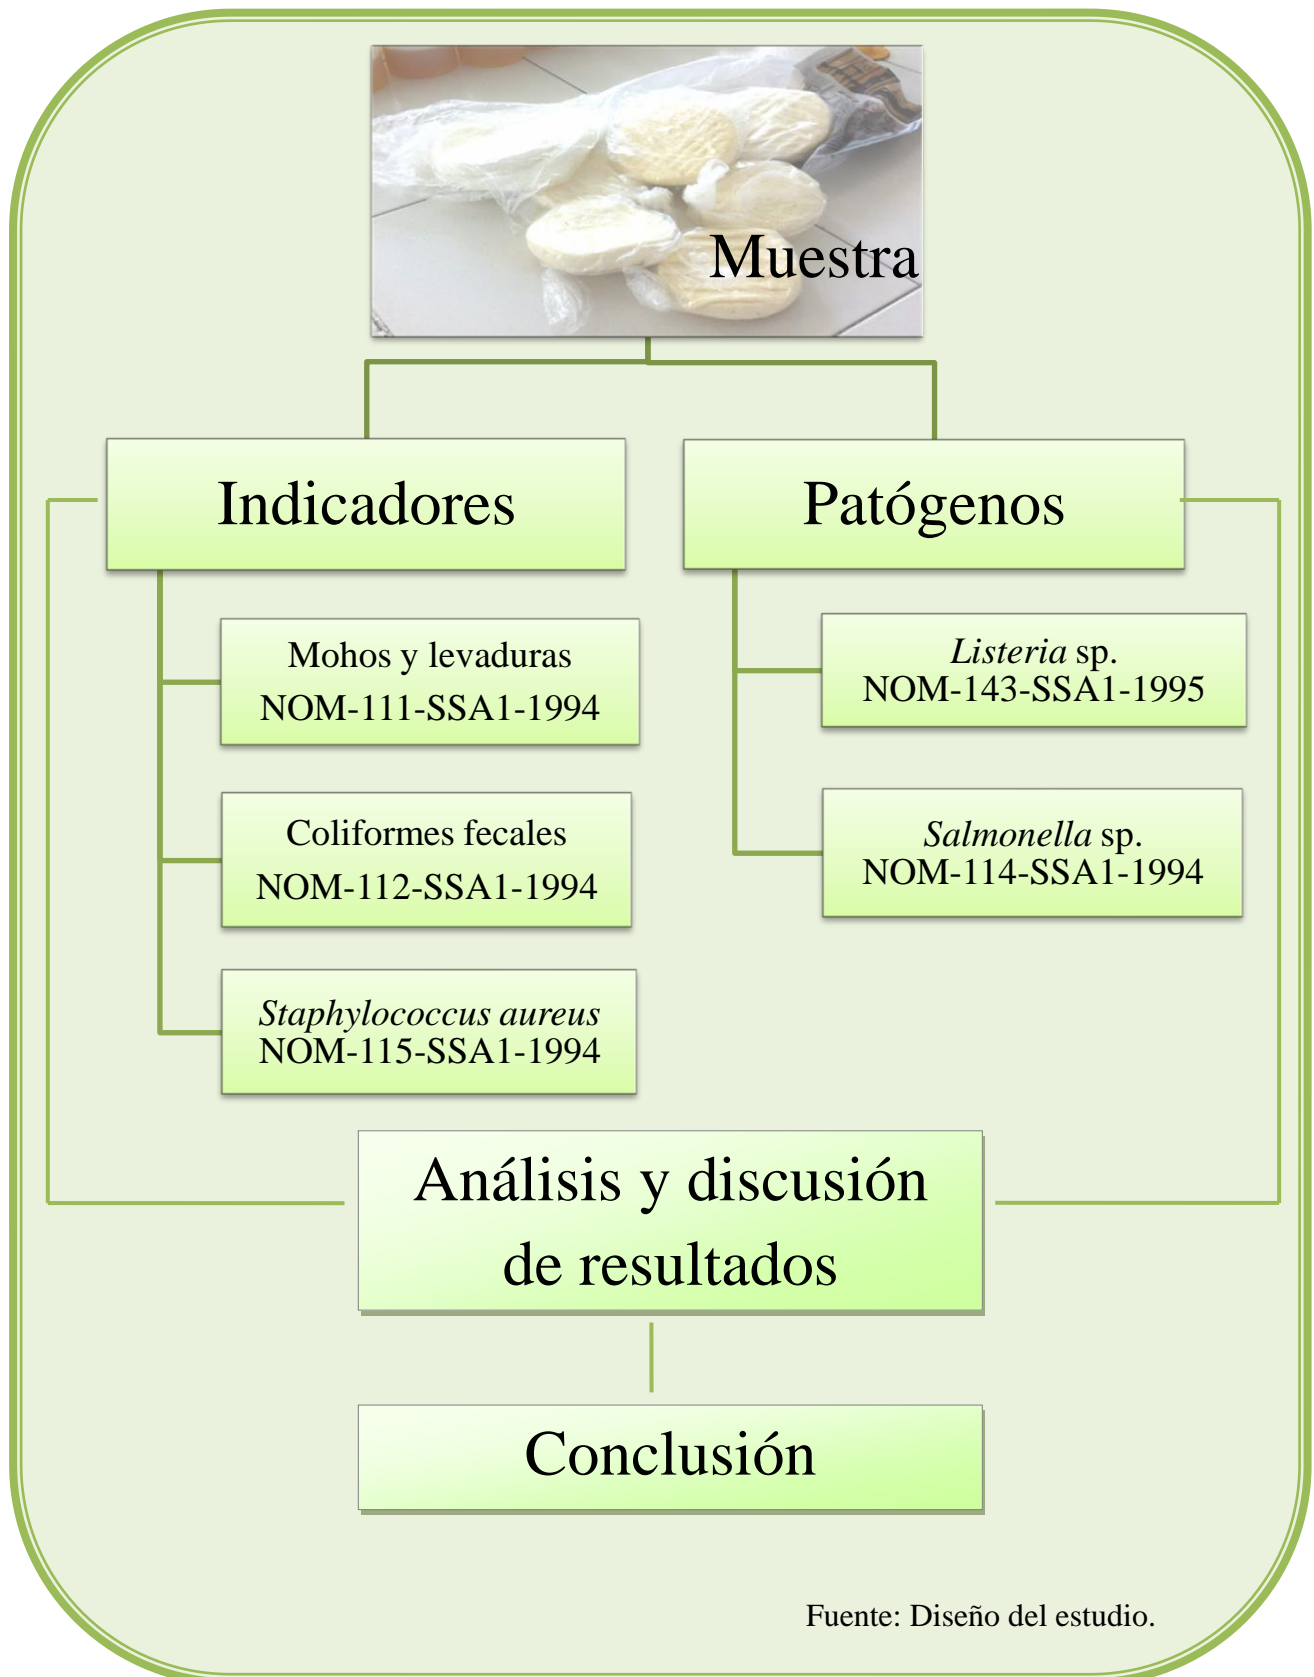 Muestra
Indicadores
Mohos y levaduras
NOM-111-SSA1-1994
Coliformes fecales
NOM-112-SSA1-1994
Staphylococcus aureus
NOM-115-SSA1-1994
Patógenos
Listeria sp.
NOM-143-SSA1-1995
Salmonella sp.
NOM-114-SSA1-1994
Análisis y discusión
de resultados
Conclusión
Fuente: Diseño del estudio.